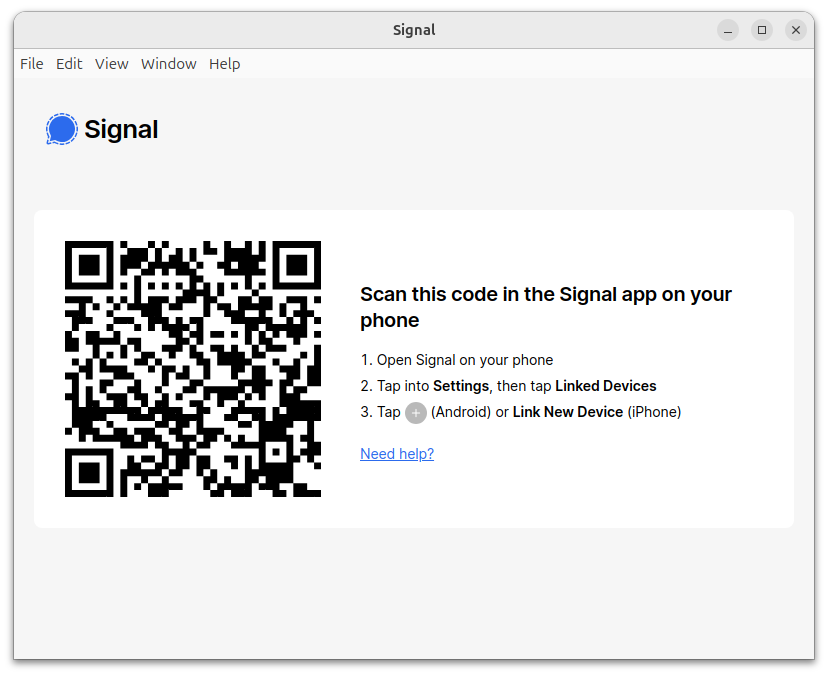 Signal
File Edit View Window Help
Signal
Scan this code in the Signal app on your
phone
1. Open Signal on your phone
2. Tap into Settings, then tap Linked Devices
3. Tap + (Android) or Link New Device (iPhone)
Need help?